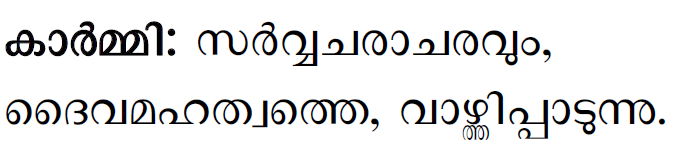 കാർമ്മി: സർവ്വചരാചരവും,
ദൈവമഹത്വത്തെ, വാഴ്ത്തിപ്പാടുന്നു.